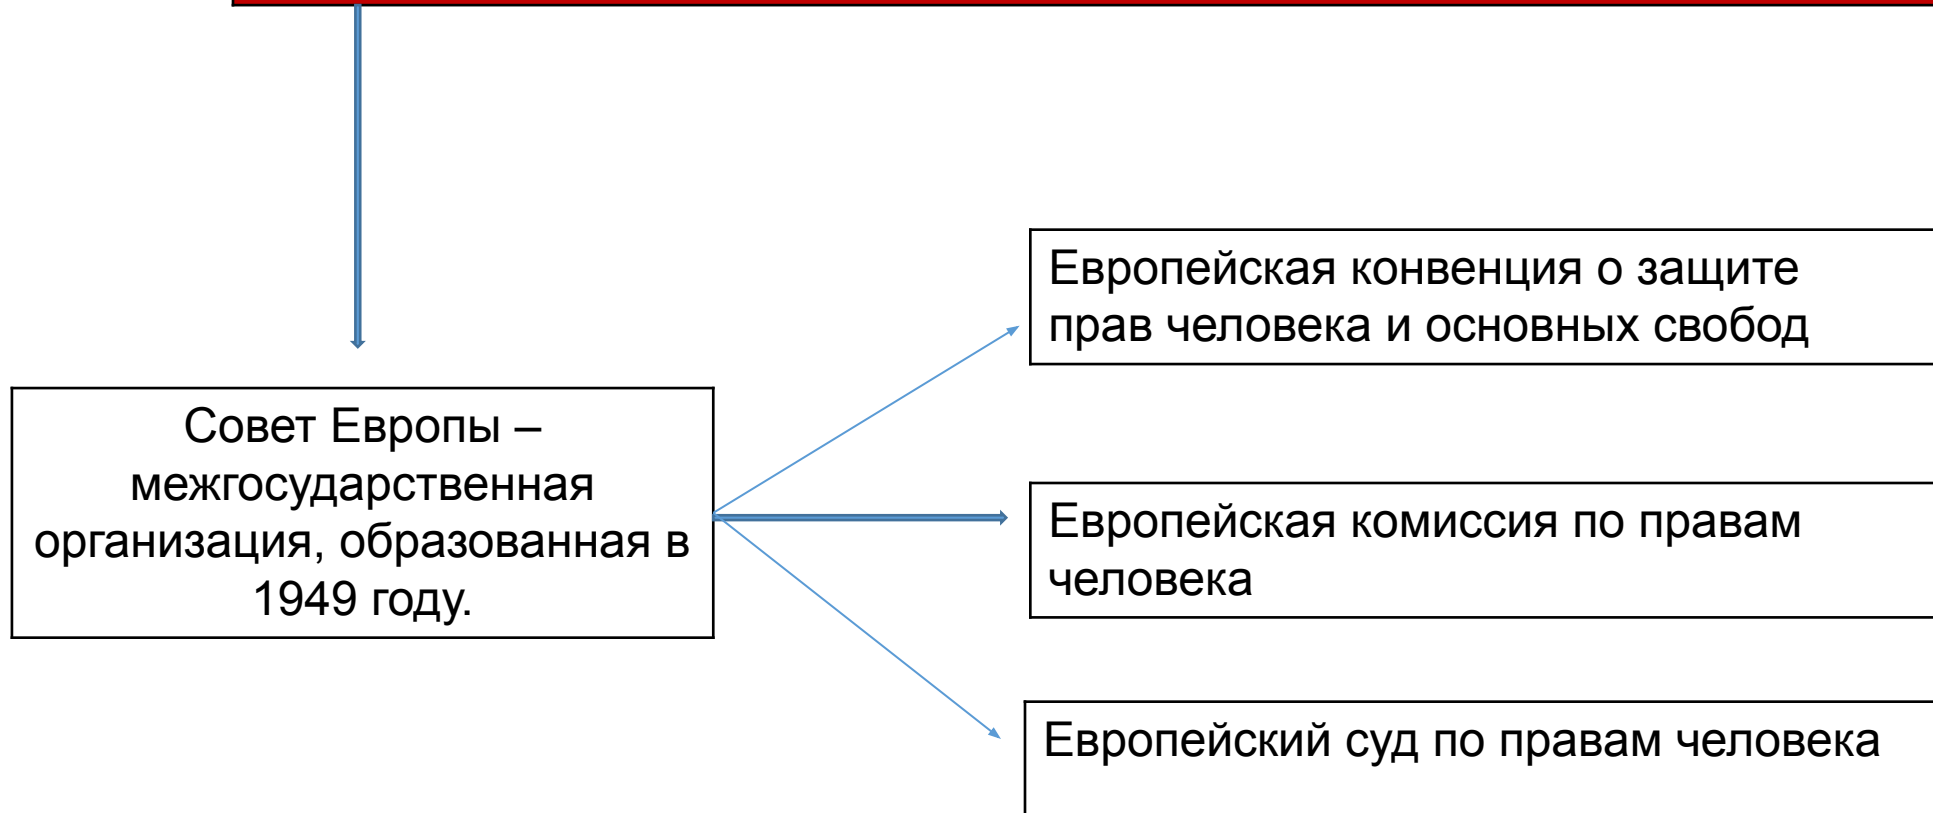 Европейская конвенция о защите
прав человека и основных свобод
Совет Европы –
межгосударственная
организация, образованная в
1949 году.
Европейская комиссия по правам
человека
Европейский суд по правам человека